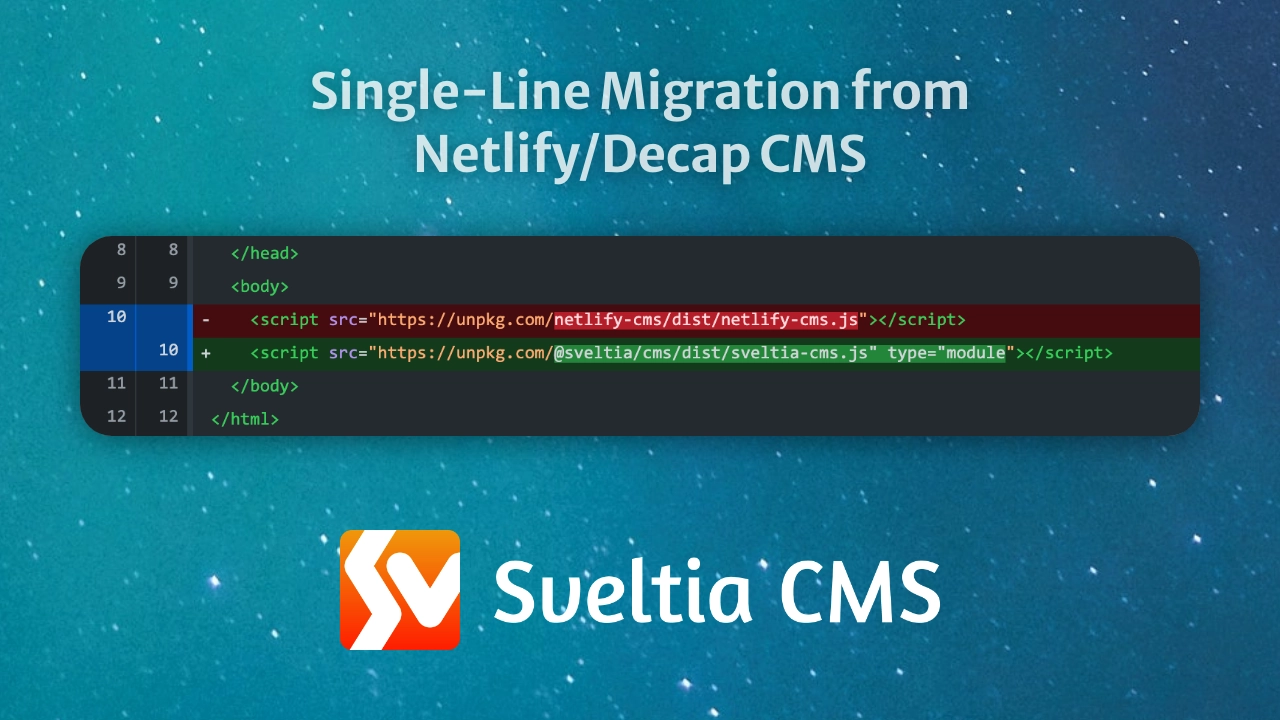 Single-Line Migration from
Netlify/Decap CMS
8 8 </head>
9 9 <body>
10 - <script src="https://unpkg.com/netlify-cms/dist/netlify-cms.js"></script>
10 + <script src="https://unpkg.com/@sveltia/cms/dist/sveltia-cms.js" type="module"></script>
11 11 </body>
12 12 </html>
Sveltia CMS